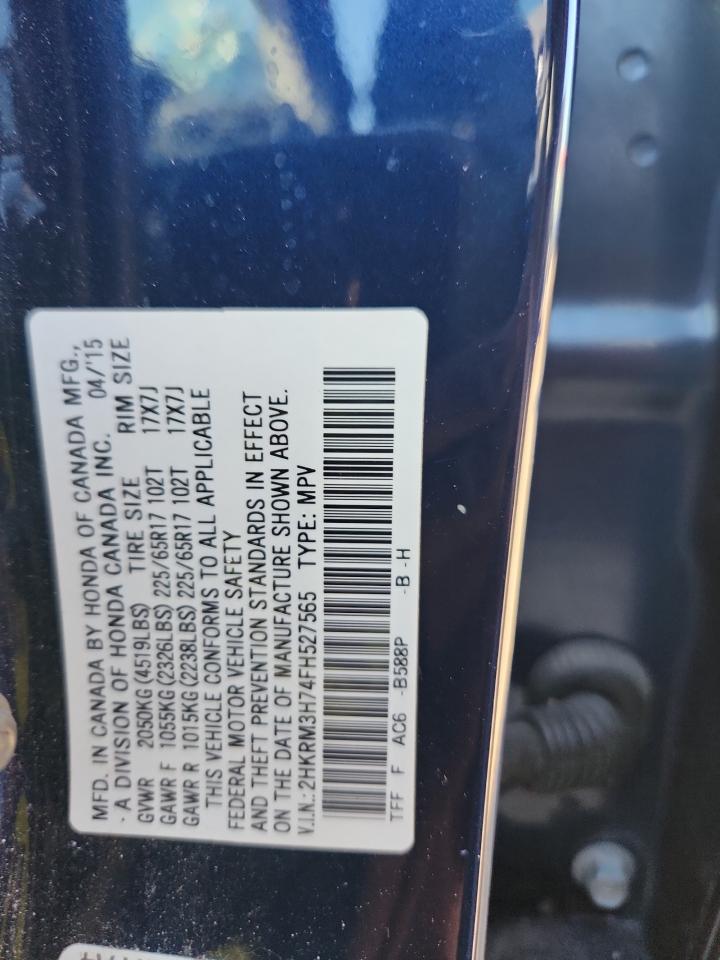 MFD. IN CANADA BY HONDA OF CANADA MFG.,
- A DIVISION OF HONDA CANADA INC. 04/'15
GVWR 2050KG (4519LBS) TIRE SIZE RIM SIZE
GAWR F 1055KG (2326LBS) 225/65R17 102T 17X7J
GAWR R 1015KG (2238LBS) 225/65R17 102T 17X7J
THIS VEHICLE CONFORMS TO ALL APPLICABLE
FEDERAL MOTOR VEHICLE SAFETY
AND THEFT PREVENTION STANDARDS IN EFFECT
ON THE DATE OF MANUFACTURE SHOWN ABOVE.
V.I.N.: 2HKRM3H74FH527565 TYPE: MPV
TFF F AC6 -B588P -B -H